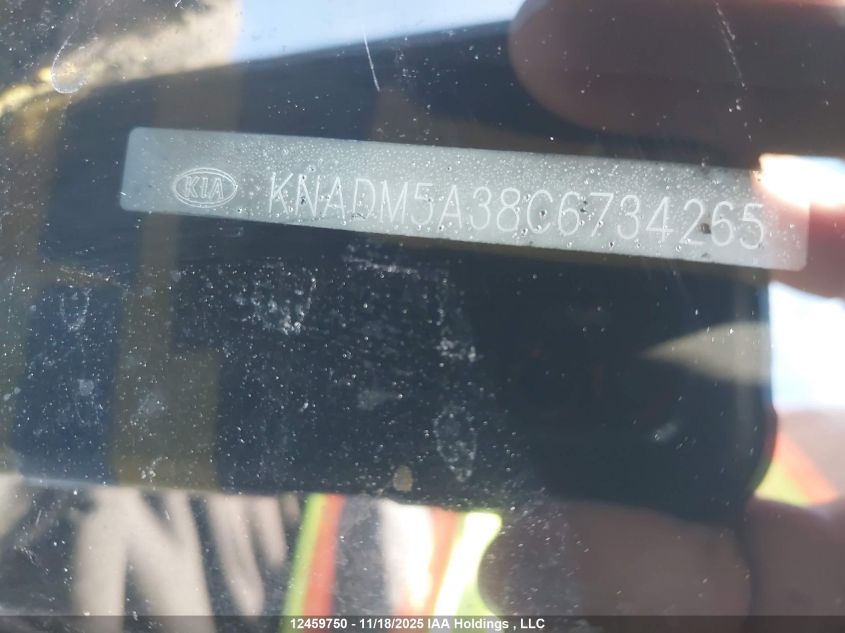 KIA KNADM5A38C6734265
12459750 - 11/18/2025 IAA Holdings , LLC